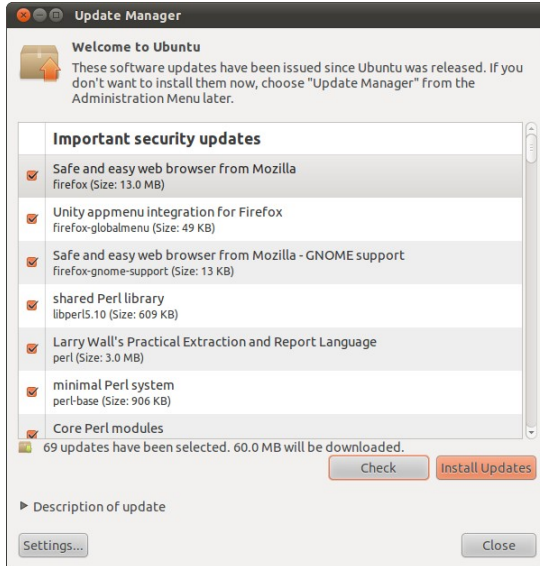 Update Manager
Welcome to Ubuntu
These software updates have been issued since Ubuntu was released. If you
don't want to install them now, choose "Update Manager" from the
Administration Menu later.
Important security updates
Safe and easy web browser from Mozilla
firefox (Size: 13.0 MB)
Unity appmenu integration for Firefox
firefox-globalmenu (Size: 49 KB)
Safe and easy web browser from Mozilla - GNOME support
firefox-gnome-support (Size: 13 KB)
shared Perl library
libperl5.10 (Size: 609 KB)
Larry Wall's Practical Extraction and Report Language
perl (Size: 3.0 MB)
minimal Perl system
perl-base (Size: 906 KB)
Core Perl modules
69 updates have been selected. 60.0 MB will be downloaded.
Check Install Updates
Description of update
Settings... Close